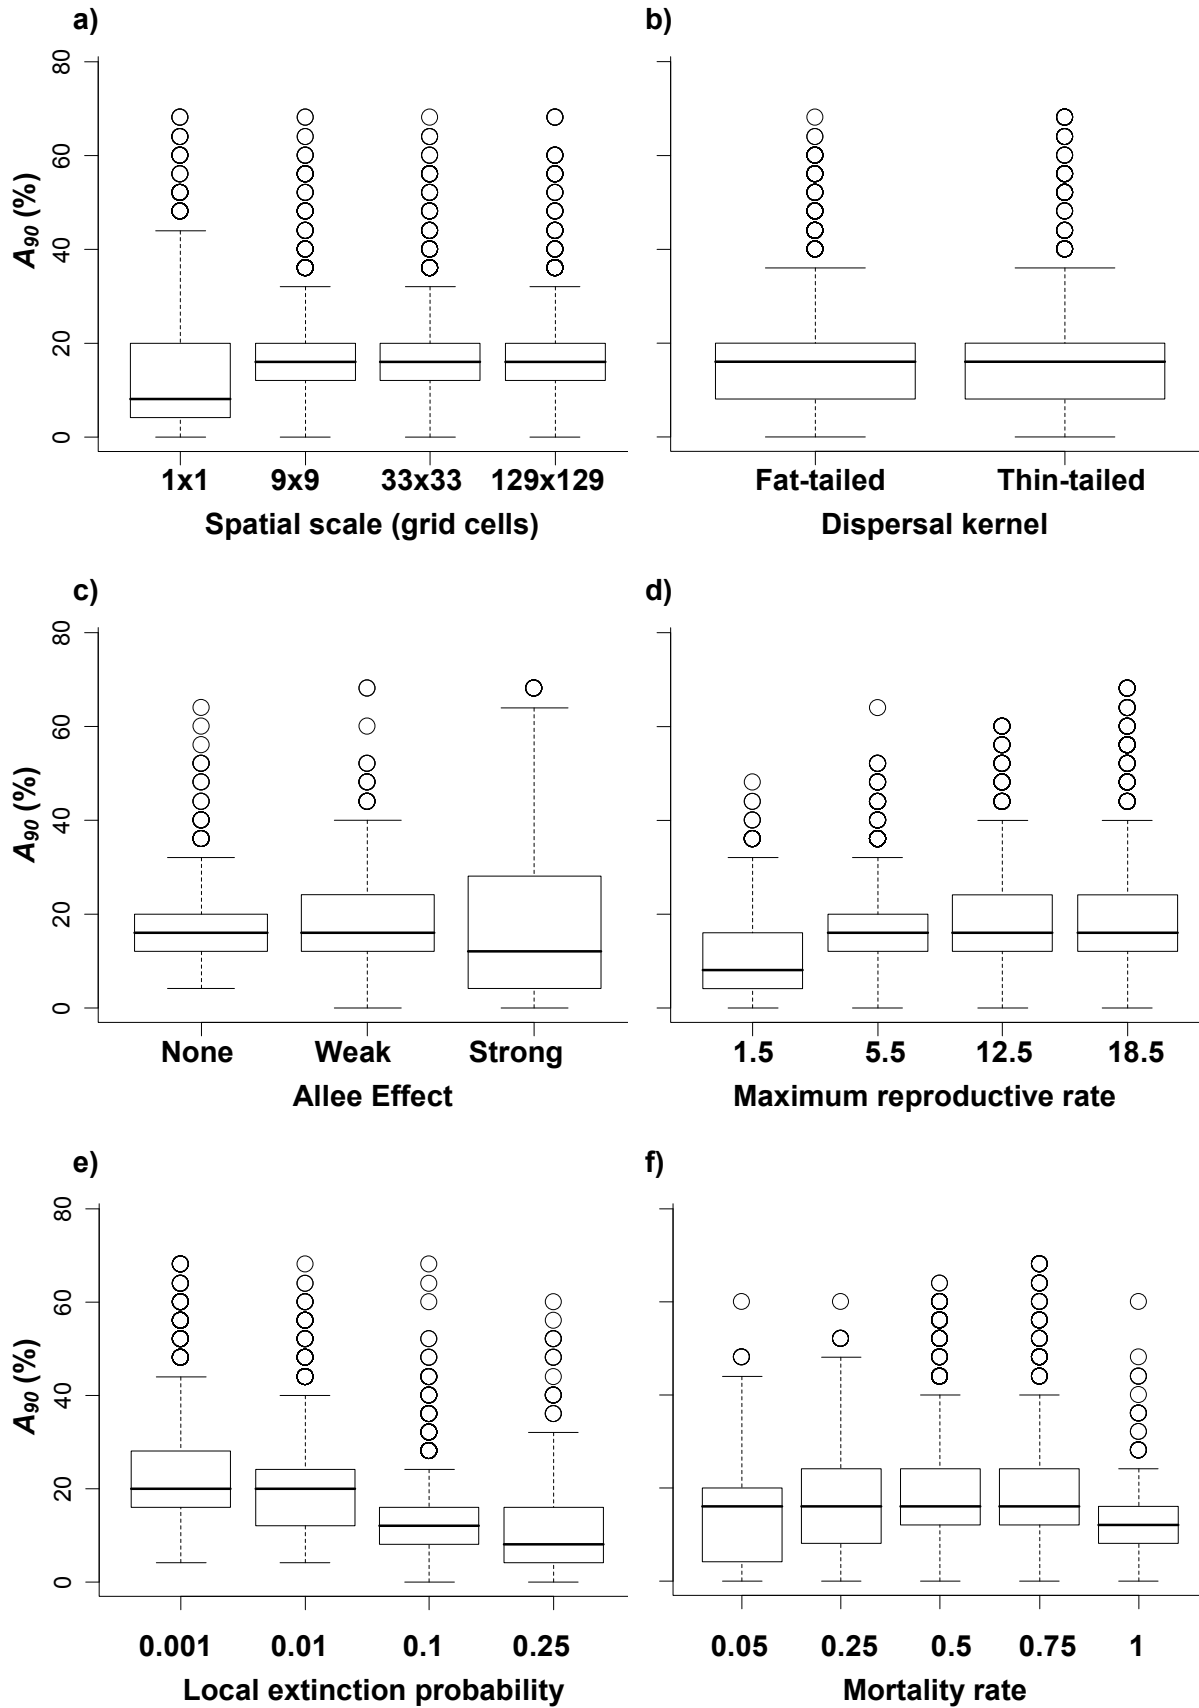 a)
b)
80
60
40
20
0
A90 (%)
1x1 9x9 33x33 129x129
Spatial scale (grid cells)
Fat-tailed Thin-tailed
Dispersal kernel
c)
d)
80
60
40
20
0
A90 (%)
None Weak Strong
Allee Effect
1.5 5.5 12.5 18.5
Maximum reproductive rate
e)
f)
80
60
40
20
0
A90 (%)
0.001 0.01 0.1 0.25
Local extinction probability
0.05 0.25 0.5 0.75 1
Mortality rate